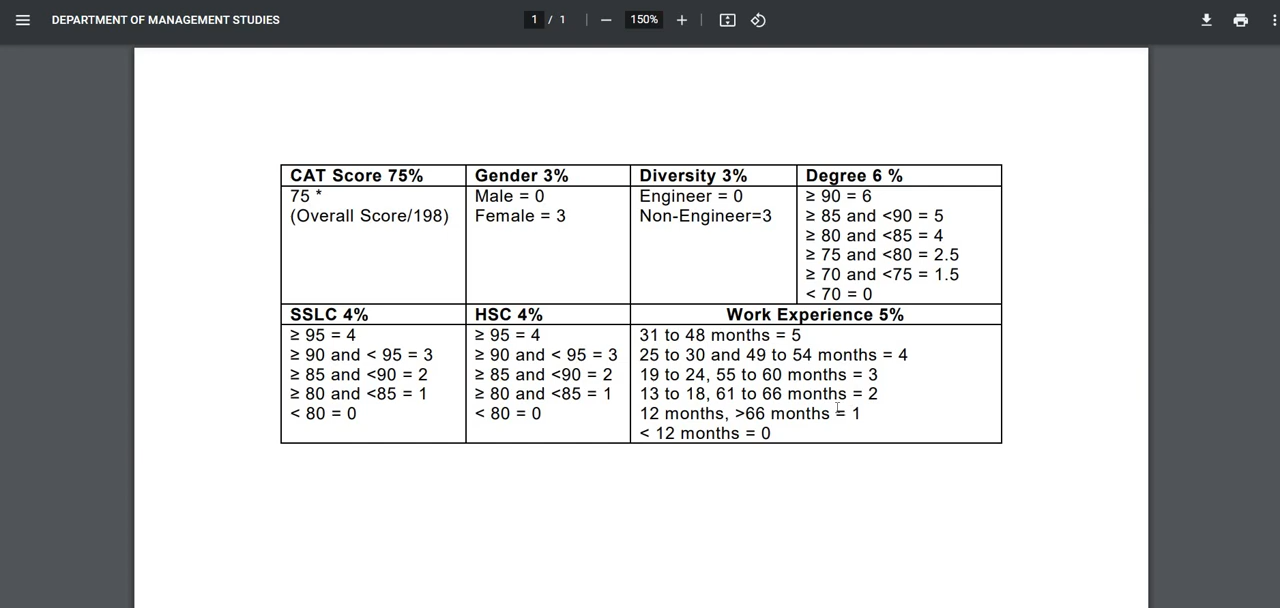 DEPARTMENT OF MANAGEMENT STUDIES
1 / 1
150%
CAT Score 75%
75 *
(Overall Score/198)
Gender 3%
Male = 0
Female = 3
Diversity 3%
Engineer = 0
Non-Engineer=3
Degree 6 %
≥ 90 = 6
≥ 85 and <90 = 5
≥ 80 and <85 = 4
≥ 75 and <80 = 2.5
≥ 70 and <75 = 1.5
< 70 = 0
SSLC 4%
≥ 95 = 4
≥ 90 and < 95 = 3
≥ 85 and <90 = 2
≥ 80 and <85 = 1
< 80 = 0
HSC 4%
≥ 95 = 4
≥ 90 and < 95 = 3
≥ 85 and <90 = 2
≥ 80 and <85 = 1
< 80 = 0
Work Experience 5%
31 to 48 months = 5
25 to 30 and 49 to 54 months = 4
19 to 24, 55 to 60 months = 3
13 to 18, 61 to 66 months = 2
12 months, >66 months = 1
< 12 months = 0